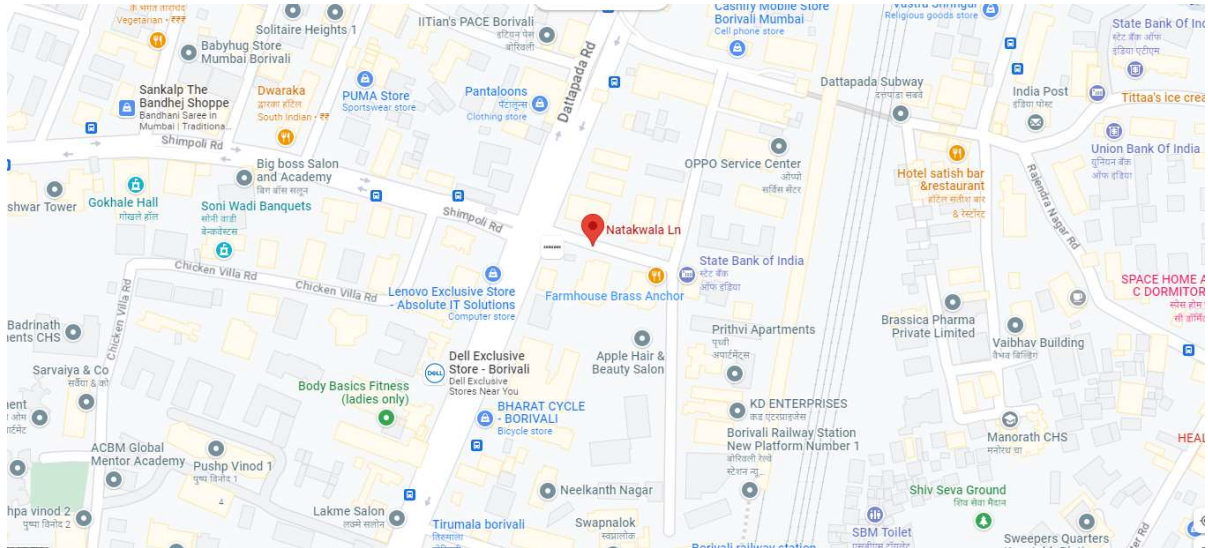 Vegetarian · ₹₹₹
Solitaire Heights 1
IITian's PACE Borivali
बोरिवली
Cashify Mobile Store
Borivali Mumbai
Cell phone store
Religious goods store
State Bank Of Ind
स्टेट बैंक ऑफ
इंडिया एटीएम
Babyhug Store
Mumbai Borivali
Dattapada Rd
Sankalp The
Bandhej Shoppe
Bandhani Saree in
Mumbai | Traditiona...
Dwaraka
द्वारका हॉटेल
South Indian · ₹₹
PUMA Store
Sportswear store
Pantaloons
पॅंटालून्स
Clothing store
Dattapada Subway
दत्तपाडा सबवे
India Post
इंडिया पोस्ट
Tittaa's ice crea
Union Bank Of India
यूनियन बैंक
ऑफ इंडिया
Shimpoli Rd
Big boss Salon
and Academy
बिग बॉस सलून
OPPO Service Center
ओप्पो
सर्विस सेंटर
Hotel satish bar
&restaurant
हॉटेल सतीश बार
& रेस्टॉरंट
Rajendra Nagar Rd
shwar Tower
Gokhale Hall
गोखले हॉल
Soni Wadi Banquets
सोनी वाडी
बॅन्क्वेट्स
Shimpoli Rd
Natakwala Ln
State Bank of India
स्टेट बैंक
ऑफ इंडिया
Chicken Villa Rd
Chicken Villa Rd
Chicken Villa Rd
Lenovo Exclusive Store
- Absolute IT Solutions
Computer store
Farmhouse Brass Anchor
SPACE HOME A
C DORMITOR
स्पेस होम
सी डॉर्मि
Badrinath
nents CHS
Prithvi Apartments
पृथ्वी
अपार्टमेंट्स
Brassica Pharma
Private Limited
Vaibhav Building
वैभव बिल्डिंग
Sarvaiya & Co
सर्वैया & को
DELL
Dell Exclusive
Store - Borivali
Dell Exclusive
Stores Near You
Apple Hair &
Beauty Salon
Body Basics Fitness
(ladies only)
BHARAT CYCLE
- BORIVALI
Bicycle store
KD ENTERPRISES
कड एंटरप्राइजेस
ment
Borivali Railway Station
New Platform Number 1
बोरिवली रेल्वे
स्टेशन न्यू...
Manorath CHS
मनोरथ चा
HEAL
ACBM Global
Mentor Academy
Pushp Vinod 1
पुष्प विनोद 1
Neelkanth Nagar
Shiv Seva Ground
शिव सेवा मैदान
hpa vinod 2
पुष्पा विनोद 2
Lakme Salon
लॅक्मे सलोन
Tirumala borivali
तिरुमाला
Swapnalok
स्वप्नालोक
SBM Toilet
Sweepers Quarters
Borivali railway station